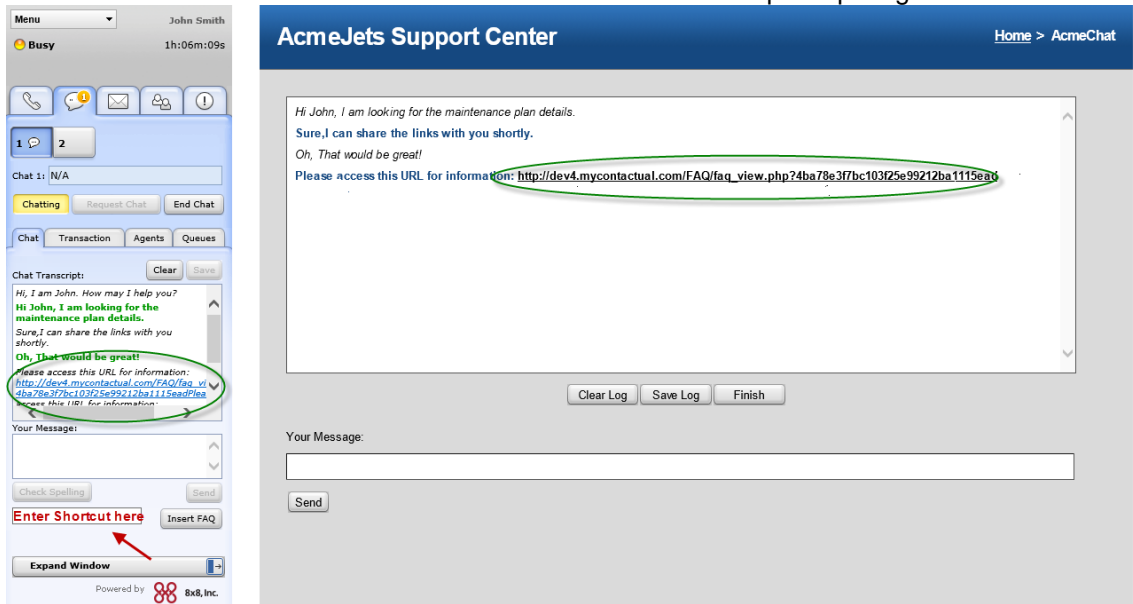 Menu
John Smith
Busy
1h:06m:09s
1
1
2
Chat 1: N/A
Chatting
Request Chat
End Chat
Chat
Transaction
Agents
Queues
Chat Transcript:
Clear
Save
Hi, I am John. How may I help you?
Hi John, I am looking for the
maintenance plan details.
Sure,I can share the links with you
shortly.
Oh, That would be great!
Please access this URL for information:
http://dev4.mycontactual.com/FAQ/faq_vi
4ba78e3f7bc103f25e99212ba1115eadPlea
access this URL for information:
Your Message:
Check Spelling
Send
Enter Shortcut here
Insert FAQ
Expand Window
Powered by
8x8, Inc.
AcmeJets Support Center
Home > AcmeChat
Hi John, I am looking for the maintenance plan details.
Sure,I can share the links with you shortly.
Oh, That would be great!
Please access this URL for information: http://dev4.mycontactual.com/FAQ/faq_view.php?4ba78e3f7bc103f25e99212ba1115ead
Clear Log
Save Log
Finish
Your Message:
Send